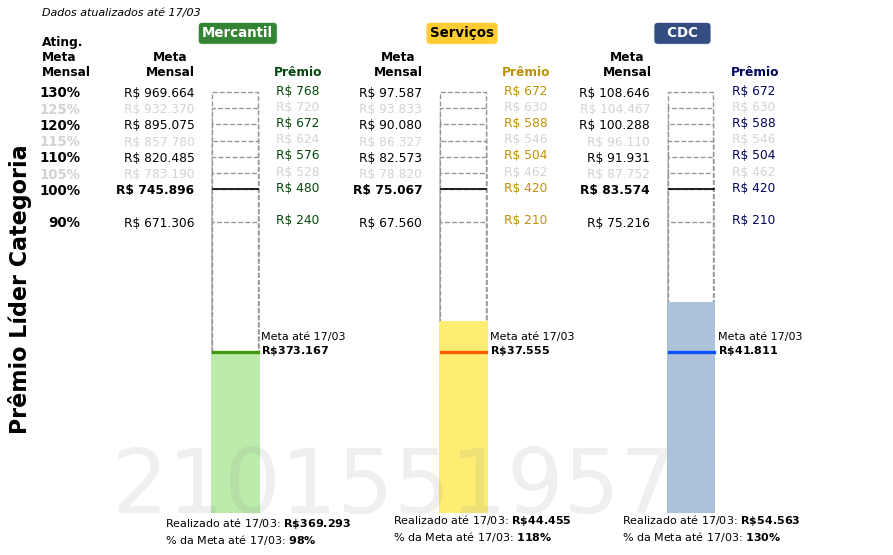 Dados atualizados até 17/03
Mercantil Serviços CDC
Ating.
Meta Meta Meta Meta
Mensal Mensal Prêmio Mensal Prêmio Mensal Prêmio
130% R$ 969.664 R$ 768 R$ 97.587 R$ 672 R$ 108.646 R$ 672
125% R$ 932.370 R$ 720 R$ 93.833 R$ 630 R$ 104.467 R$ 630
120% R$ 895.075 R$ 672 R$ 90.080 R$ 588 R$ 100.288 R$ 588
115% R$ 857.780 R$ 624 R$ 86.327 R$ 546 R$ 96.110 R$ 546
110% R$ 820.485 R$ 576 R$ 82.573 R$ 504 R$ 91.931 R$ 504
105% R$ 783.190 R$ 528 R$ 78.820 R$ 462 R$ 87.752 R$ 462
100% R$ 745.896 R$ 480 R$ 75.067 R$ 420 R$ 83.574 R$ 420
90% R$ 671.306 R$ 240 R$ 67.560 R$ 210 R$ 75.216 R$ 210
Prêmio Líder Categoria
Meta até 17/03 Meta até 17/03 Meta até 17/03
R$373.167 R$37.555 R$41.811
2101551957
Realizado até 17/03: R$369.293 Realizado até 17/03: R$44.455 Realizado até 17/03: R$54.563
% da Meta até 17/03: 98% % da Meta até 17/03: 118% % da Meta até 17/03: 130%